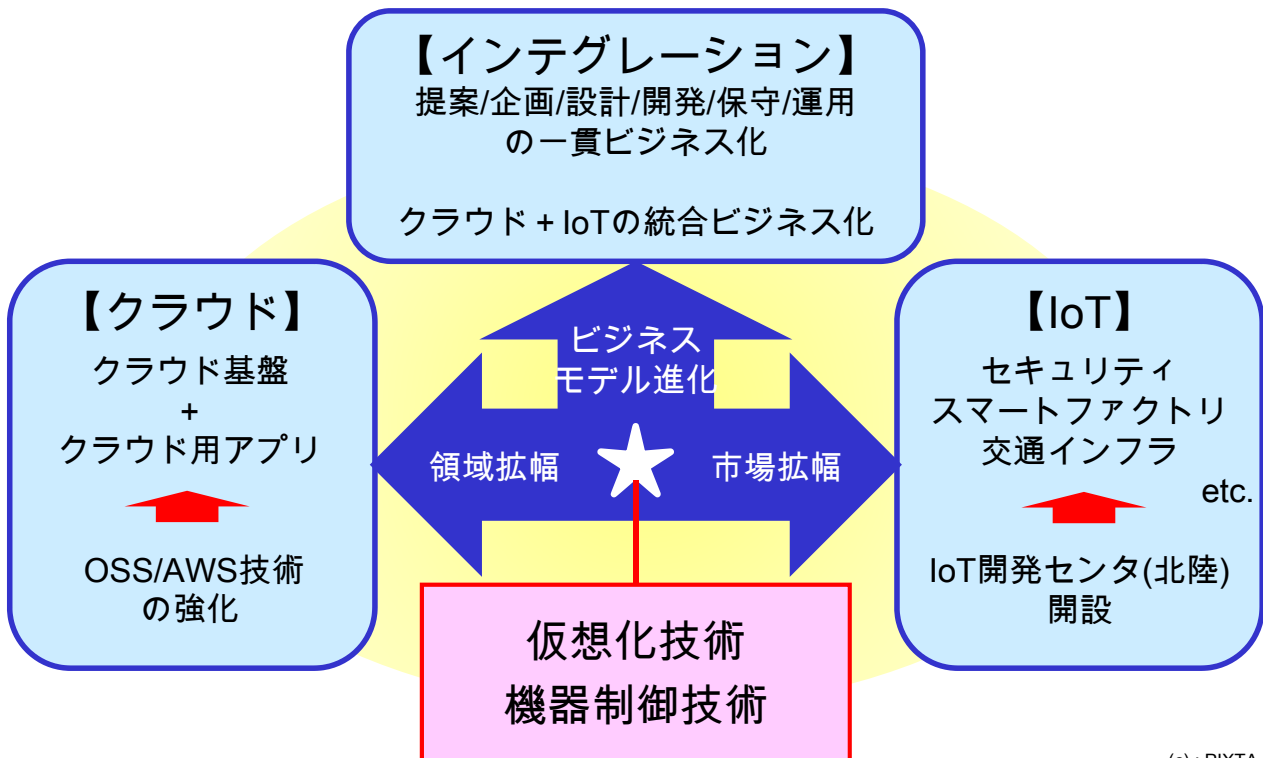 【インテグレーション】
提案/企画/設計/開発/保守/運用
の一貫ビジネス化
クラウド + IoTの統合ビジネス化
【クラウド】
クラウド基盤
+
クラウド用アプリ
OSS/AWS技術
の強化
ビジネス
モデル進化
領域拡幅
市場拡幅
【IoT】
セキュリティ
スマートファクトリ
交通インフラ
etc.
IoT開発センタ(北陸)
開設
仮想化技術
機器制御技術